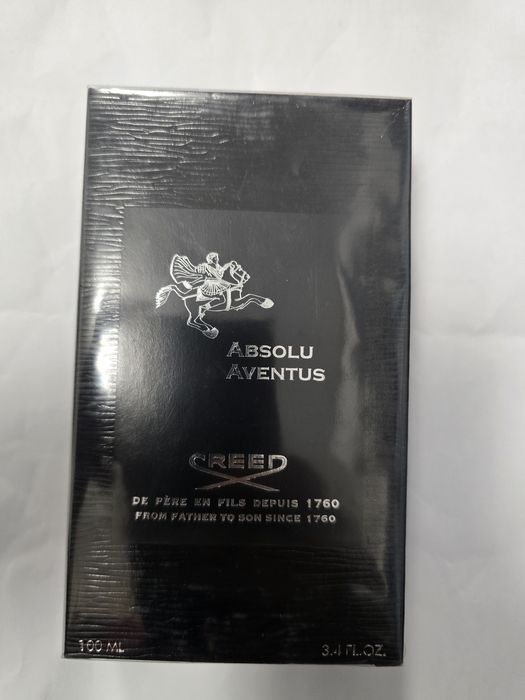 ABSOLU
AVENTUS
CREED
DE PÈRE EN FILS DEPUIS 1760
FROM FATHER TO SON SINCE 1760
100 ML
3.4 FL.OZ.